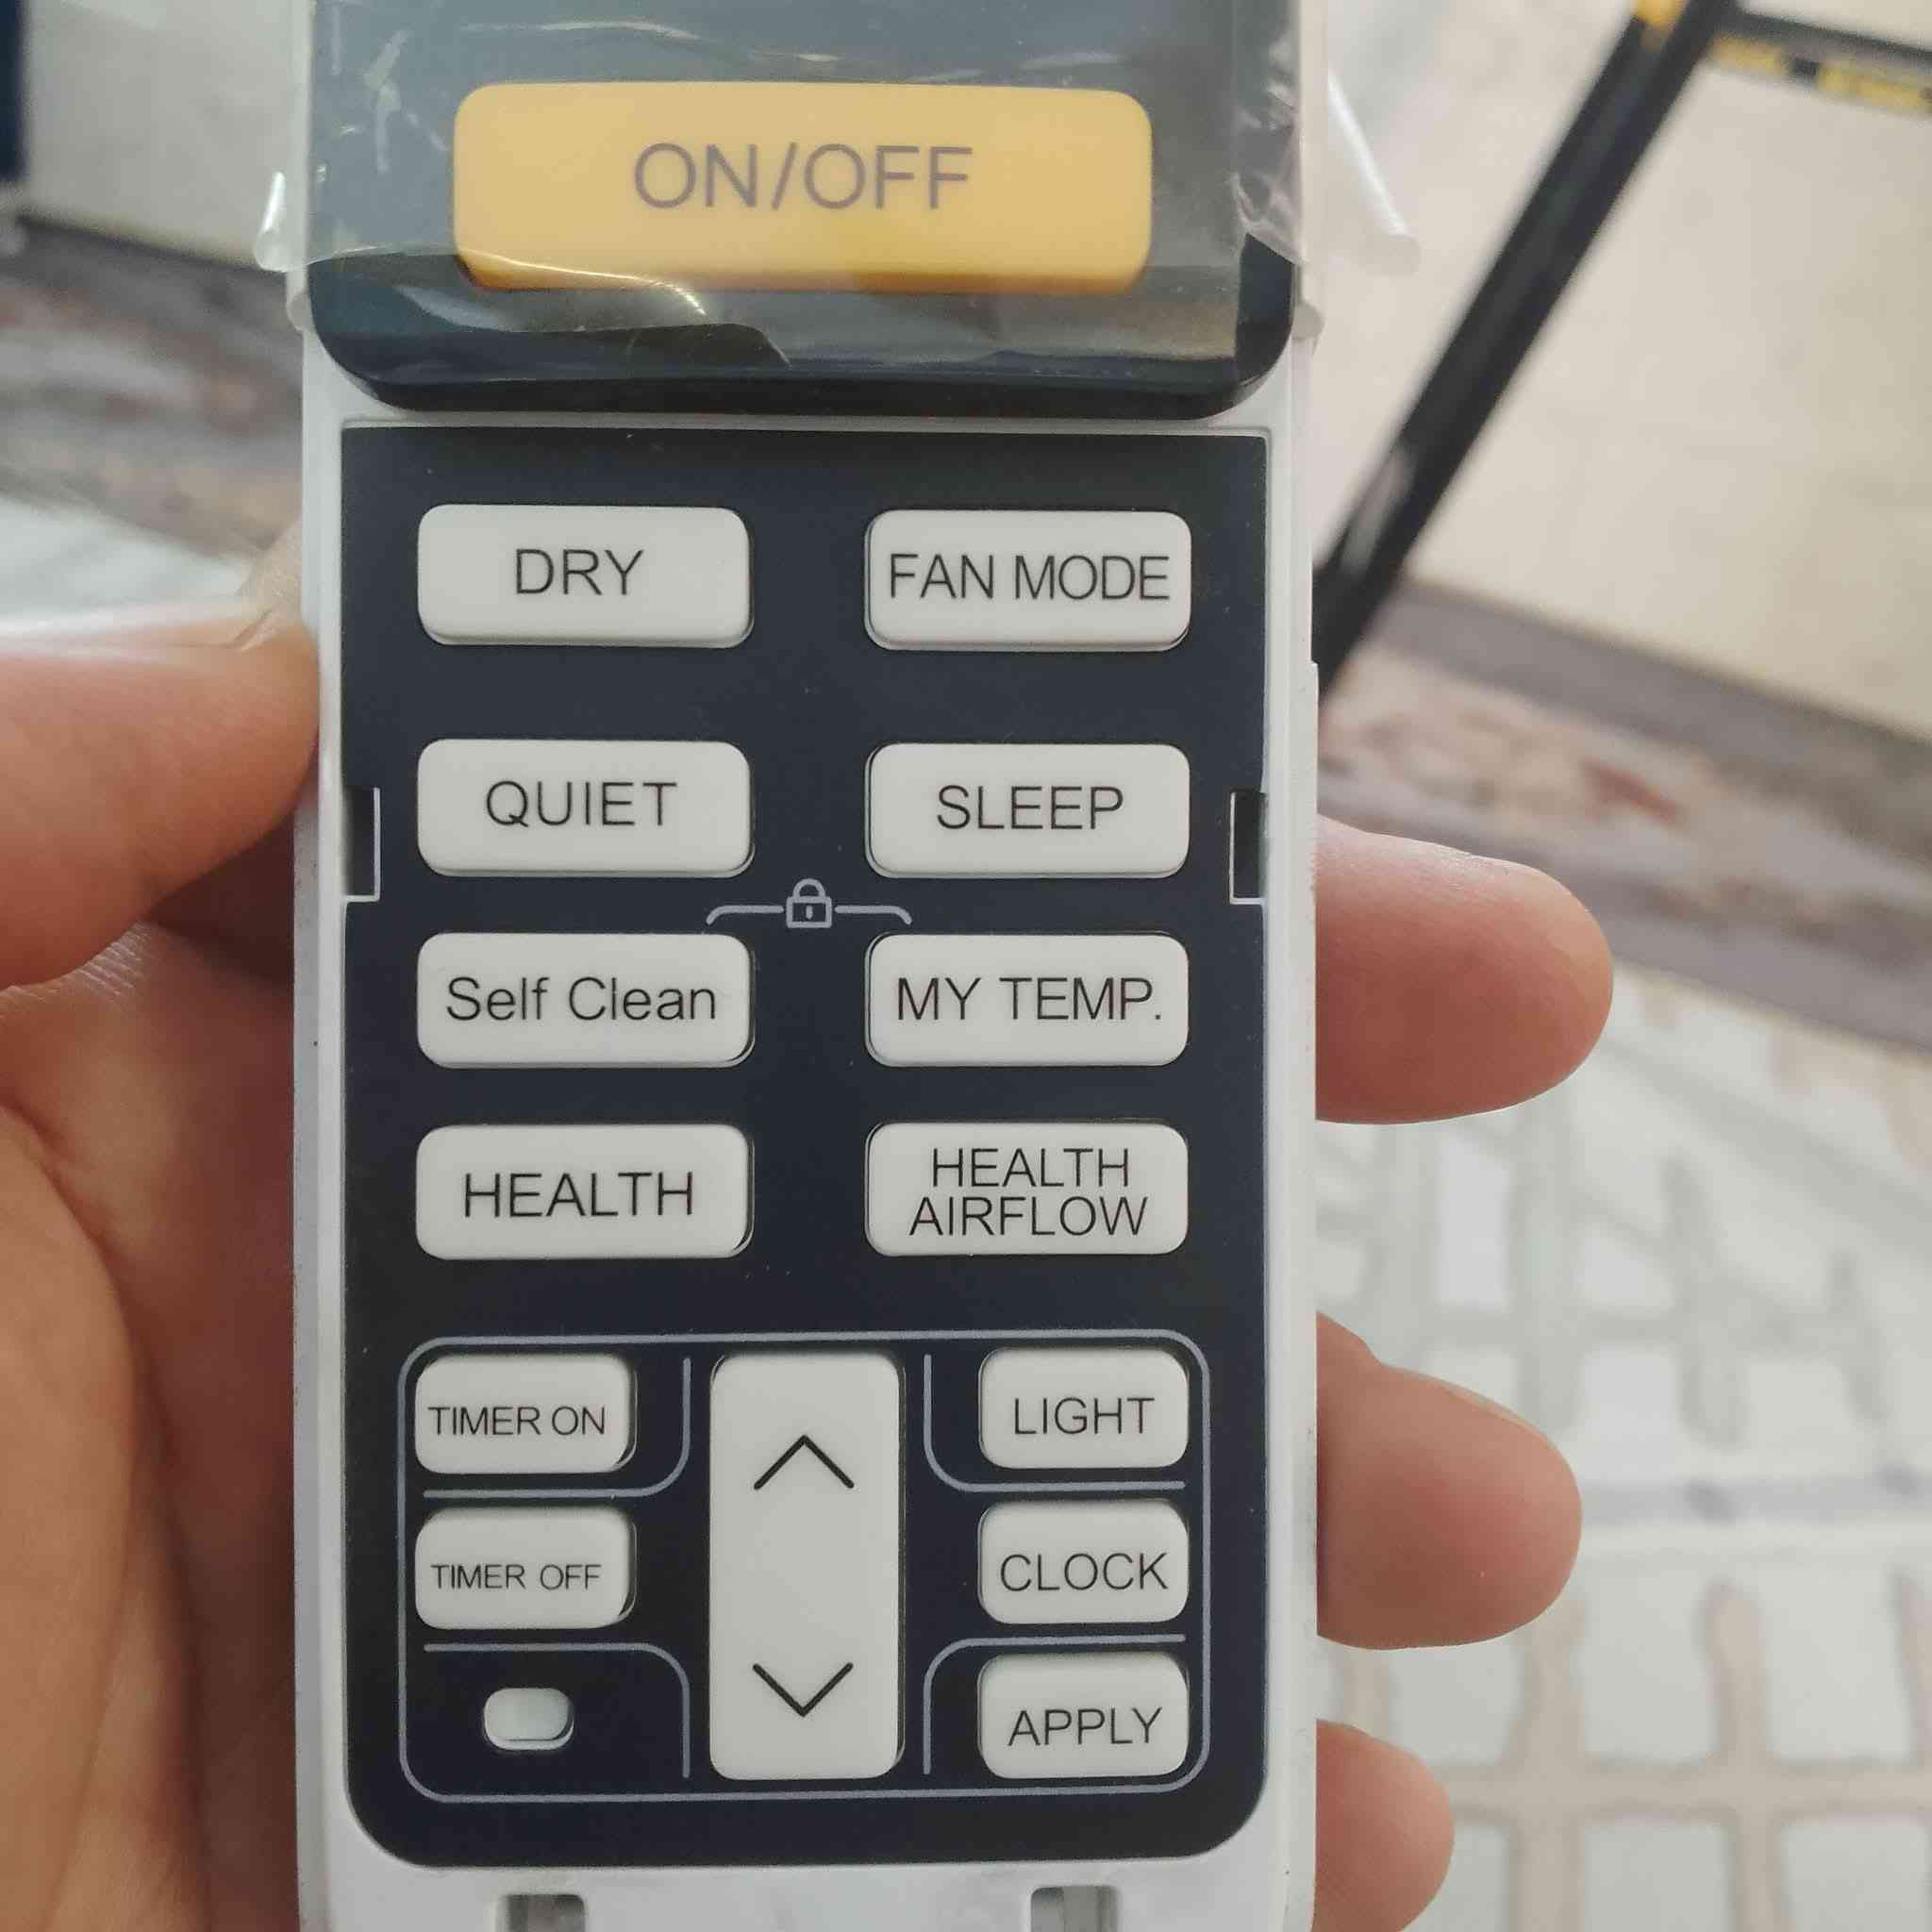 ON/OFF
DRY
FAN MODE
QUIET
SLEEP
Self Clean
MY TEMP.
HEALTH
HEALTH
AIRFLOW
TIMER ON
LIGHT
TIMER OFF
CLOCK
APPLY